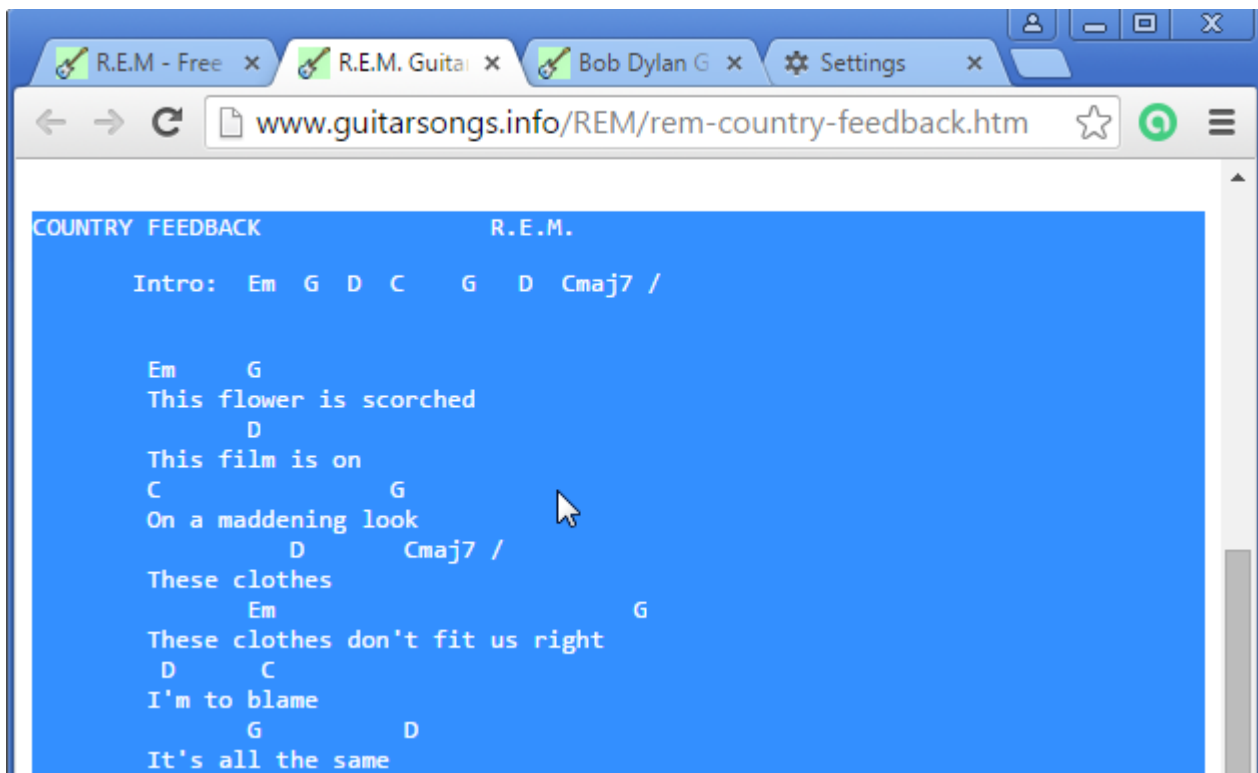 R.E.M - Free R.E.M. Guita Bob Dylan G Settings
www.guitarsongs.info/REM/rem-country-feedback.htm
COUNTRY FEEDBACK R.E.M.
Intro: Em G D C G D Cmaj7 /
Em G
This flower is scorched
D
This film is on
C G
On a maddening look
D Cmaj7 /
These clothes
Em G
These clothes don't fit us right
D C
I'm to blame
G D
It's all the same